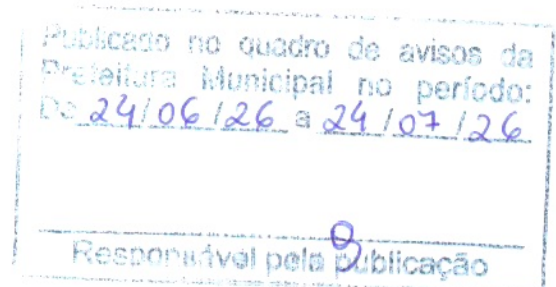 Publicado no quadro de avisos da
Prefeitura Municipal no período:
De 24/06/26 a 24/07/26
Responsável pela publicação